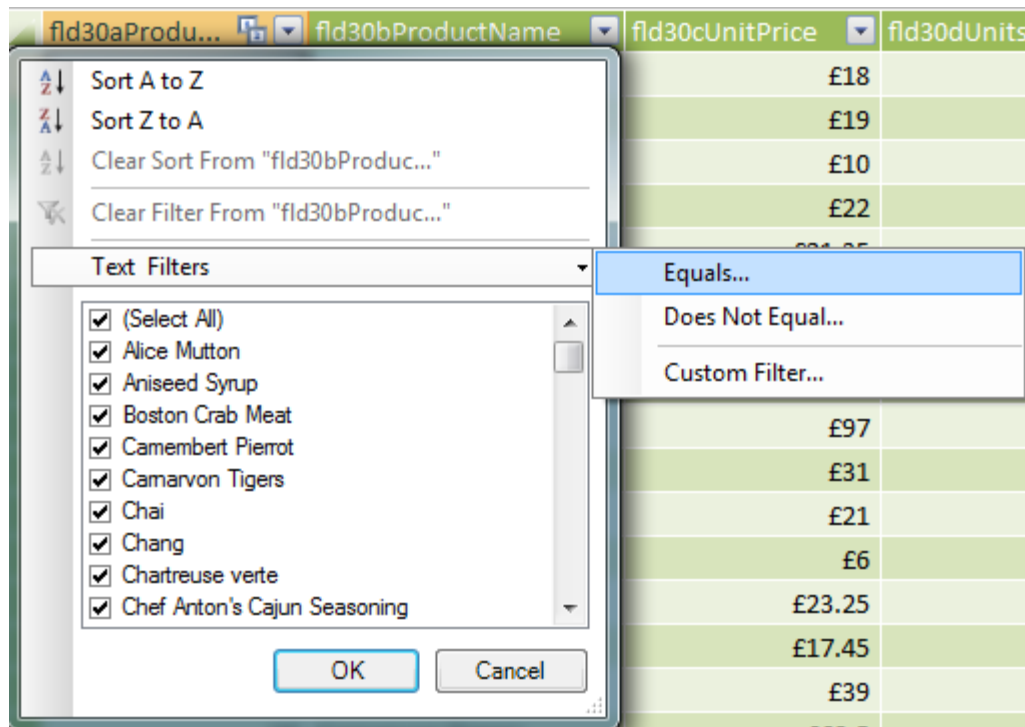 fld30aProdu... fld30bProductName fld30cUnitPrice fld30dUnits
Sort A to Z
Sort Z to A
Clear Sort From "fld30bProduc..."
Clear Filter From "fld30bProduc..."
Text Filters
(Select All)
Alice Mutton
Aniseed Syrup
Boston Crab Meat
Camembert Pierrot
Carnarvon Tigers
Chai
Chang
Chartreuse verte
Chef Anton's Cajun Seasoning
OK Cancel
Equals...
Does Not Equal...
Custom Filter...
£18
£19
£10
£22
£97
£31
£21
£6
£23.25
£17.45
£39